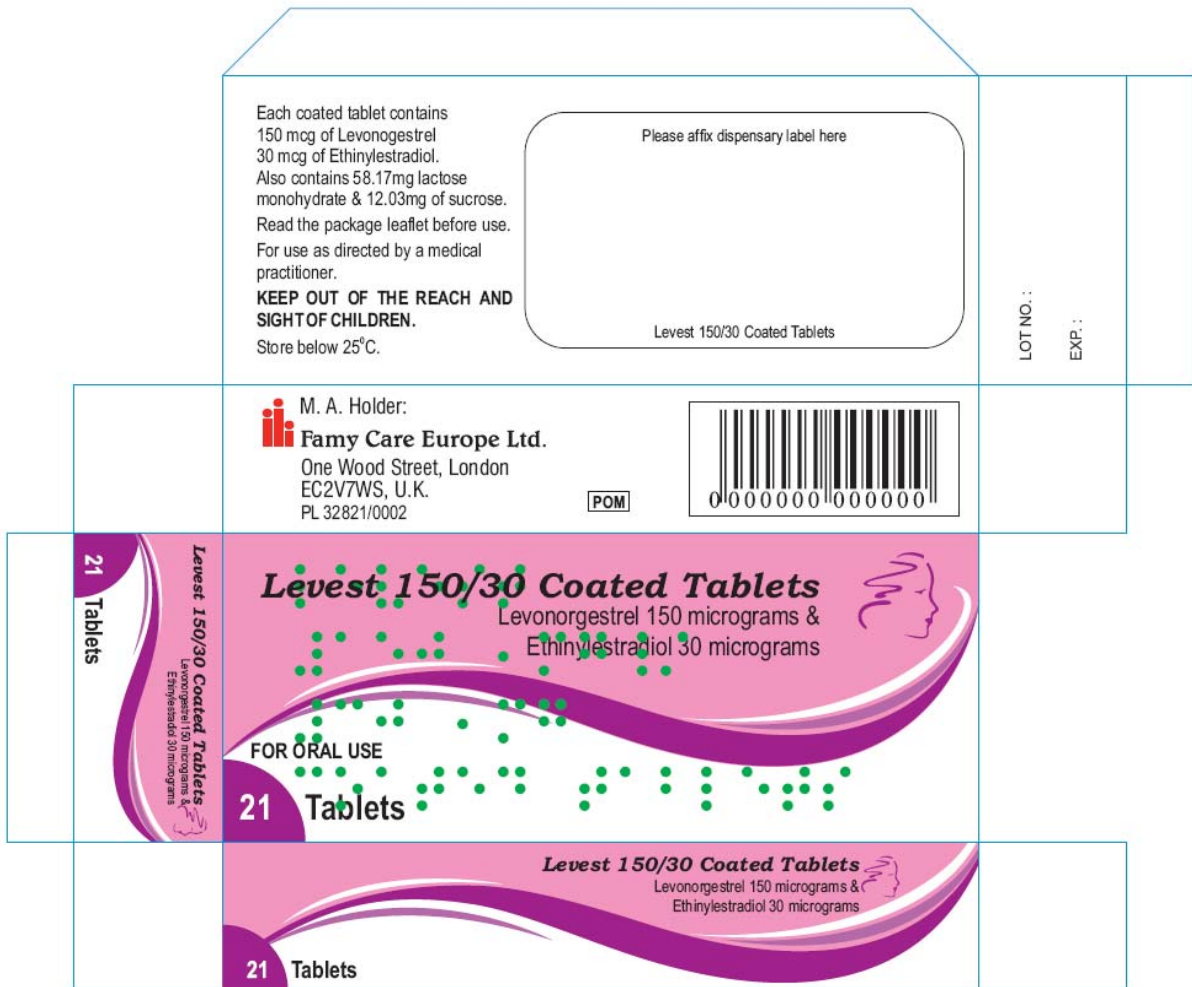 Each coated tablet contains
150 mcg of Levonogestrel
30 mcg of Ethinylestradiol.
Also contains 58.17mg lactose
monohydrate & 12.03mg of sucrose.
Read the package leaflet before use.
For use as directed by a medical
practitioner.
KEEP OUT OF THE REACH AND
SIGHT OF CHILDREN.
Store below 25°C.
Please affix dispensary label here
Levest 150/30 Coated Tablets
LOT NO. :
EXP. :
M. A. Holder:
Famy Care Europe Ltd.
One Wood Street, London
EC2V7WS, U.K.
PL 32821/0002
POM
0 000000 000000
21 Tablets
Levest 150/30 Coated Tablets
Levonorgestrel 150 micrograms &
Ethinylestradiol 30 micrograms
Levest 150/30 Coated Tablets
Levonorgestrel 150 micrograms &
Ethinylestradiol 30 micrograms
FOR ORAL USE
21 Tablets
Levest 150/30 Coated Tablets
Levonorgestrel 150 micrograms &
Ethinylestradiol 30 micrograms
21 Tablets